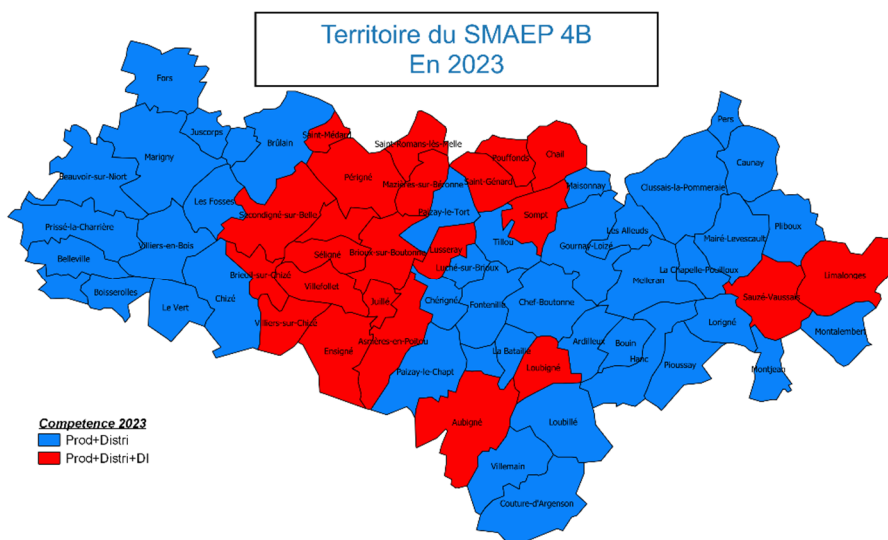 Territoire du SMAEP 4B
En 2023
Fors
Pers
Juscorps
Brûlain
Saint-Médard
Saint-Romans-lès-Melle
Pouffonds
Chail
Caunay
Marigny
Beauvoir-sur-Niort
Périgné
Mazières-sur-Béronne
Saint-Génard
Maisonnay
Clussais-la-Pommeraie
Les Fosses
Secondigné-sur-Belle
Paizay-le-Tort
Sompt
Prissé-la-Charrière
Pliboux
Les Alleuds
Mairé-Levescault
Villiers-en-Bois
Séligné
Brieux-sur-Boutonne
Lusseray
Tillou
Gournay-Loizé
Belleville
Luché-sur-Brioux
La Chapelle-Pouilloux
Limalonges
Brieuil-sur-Chizé
Melleran
Boisserolles
Chizé
Villefollet
Juillé
Chérigné
Fontenille
Chef-Boutonne
Sauzé-Vaussais
Le Vert
Villiers-sur-Chizé
Lorigné
Montalembert
Ensigné
Asnières-en-Poitou
La Bataille
Ardilleux
Bouin
Hanc
Pioussay
Montjean
Paizay-le-Chapt
Loubigné
Aubigné
Loubillé
Villemain
Couture-d'Argenson
Competence 2023
Prod+Distri
Prod+Distri+DI